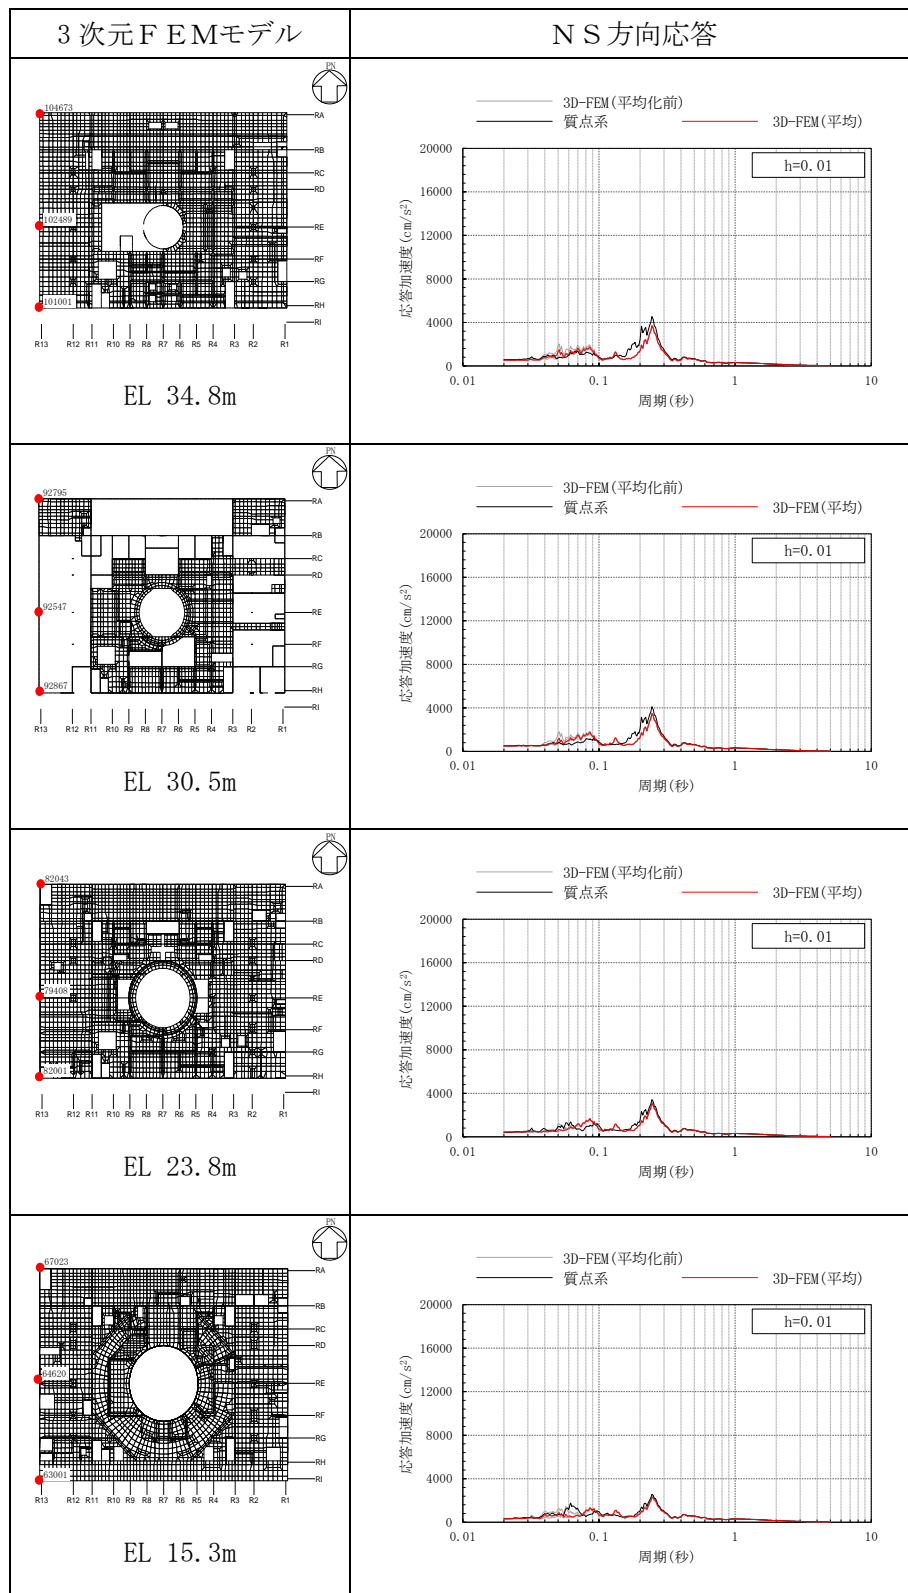 3次元FEMモデル
NS方向応答
PN
104673
102489
101001
RA
RB
RC
RD
RE
RF
RG
RH
RI
R13 R12 R11 R10 R9 R8 R7 R6 R5 R4 R3 R2 R1
EL 34.8m
3D-FEM(平均化前)
質点系 3D-FEM(平均)
h=0.01
応答加速度(cm/s²)
20000
16000
12000
8000
4000
0
0.01 0.1 1 10
周期(秒)
PN
92795
92547
92867
RA
RB
RC
RD
RE
RF
RG
RH
RI
R13 R12 R11 R10 R9 R8 R7 R6 R5 R4 R3 R2 R1
EL 30.5m
3D-FEM(平均化前)
質点系 3D-FEM(平均)
h=0.01
応答加速度(cm/s²)
20000
16000
12000
8000
4000
0
0.01 0.1 1 10
周期(秒)
PN
82043
79408
82001
RA
RB
RC
RD
RE
RF
RG
RH
RI
R13 R12 R11 R10 R9 R8 R7 R6 R5 R4 R3 R2 R1
EL 23.8m
3D-FEM(平均化前)
質点系 3D-FEM(平均)
h=0.01
応答加速度(cm/s²)
20000
16000
12000
8000
4000
0
0.01 0.1 1 10
周期(秒)
PN
67023
64620
63001
RA
RB
RC
RD
RE
RF
RG
RH
RI
R13 R12 R11 R10 R9 R8 R7 R6 R5 R4 R3 R2 R1
EL 15.3m
3D-FEM(平均化前)
質点系 3D-FEM(平均)
h=0.01
応答加速度(cm/s²)
20000
16000
12000
8000
4000
0
0.01 0.1 1 10
周期(秒)